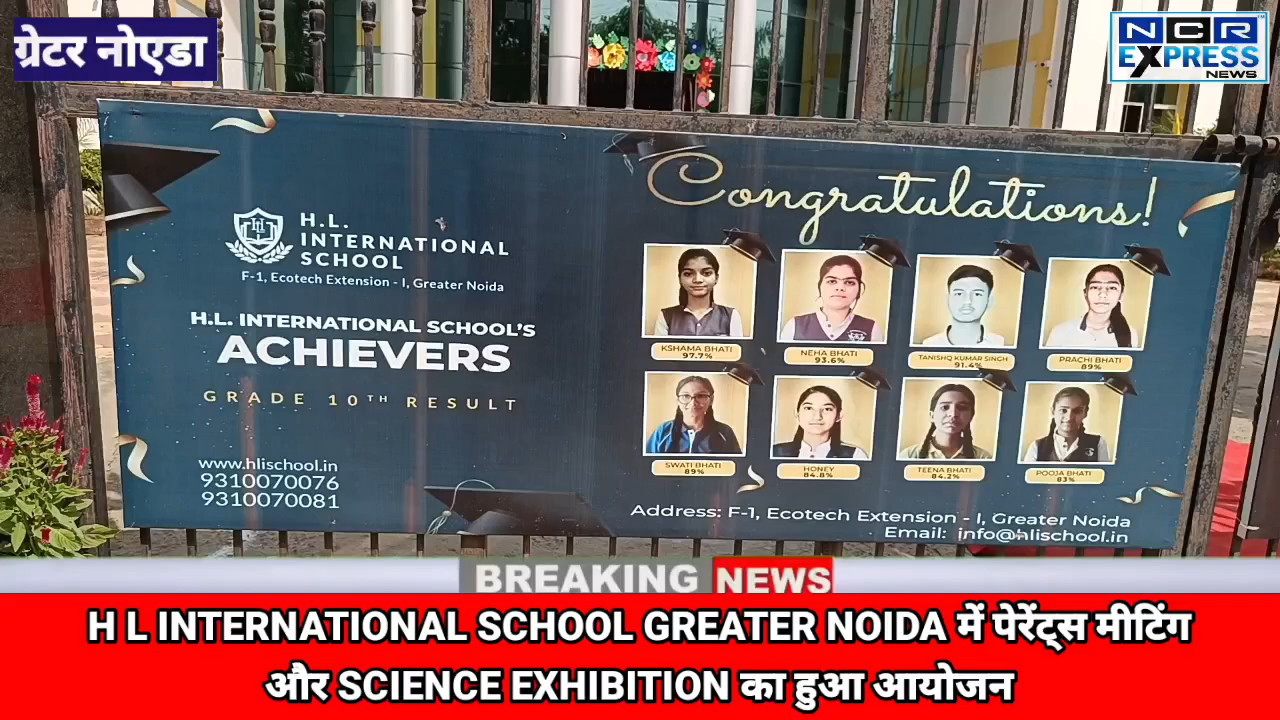 ग्रेटर नोएडा
NCR
EXPRESS
NEWS
H.L.
INTERNATIONAL
SCHOOL
F-1, Ecotech Extension - I, Greater Noida
H.L. INTERNATIONAL SCHOOL'S
ACHIEVERS
GRADE 10TH RESULT
www.hlischool.in
9310070076
9310070081
Congratulations!
KSHAMA BHATI
97.7%
NEHA BHATI
93.6%
TANISHQ KUMAR SINGH
91.4%
PRACHI BHATI
89%
SWATI BHATI
89%
HONEY
84.8%
TEENA BHATI
84.2%
POOJA BHATI
83%
Address: F-1, Ecotech Extension - I, Greater Noida
Email: info@hlischool.in
BREAKING NEWS
H L INTERNATIONAL SCHOOL GREATER NOIDA में पेरेंट्स मीटिंग
और SCIENCE EXHIBITION का हुआ आयोजन